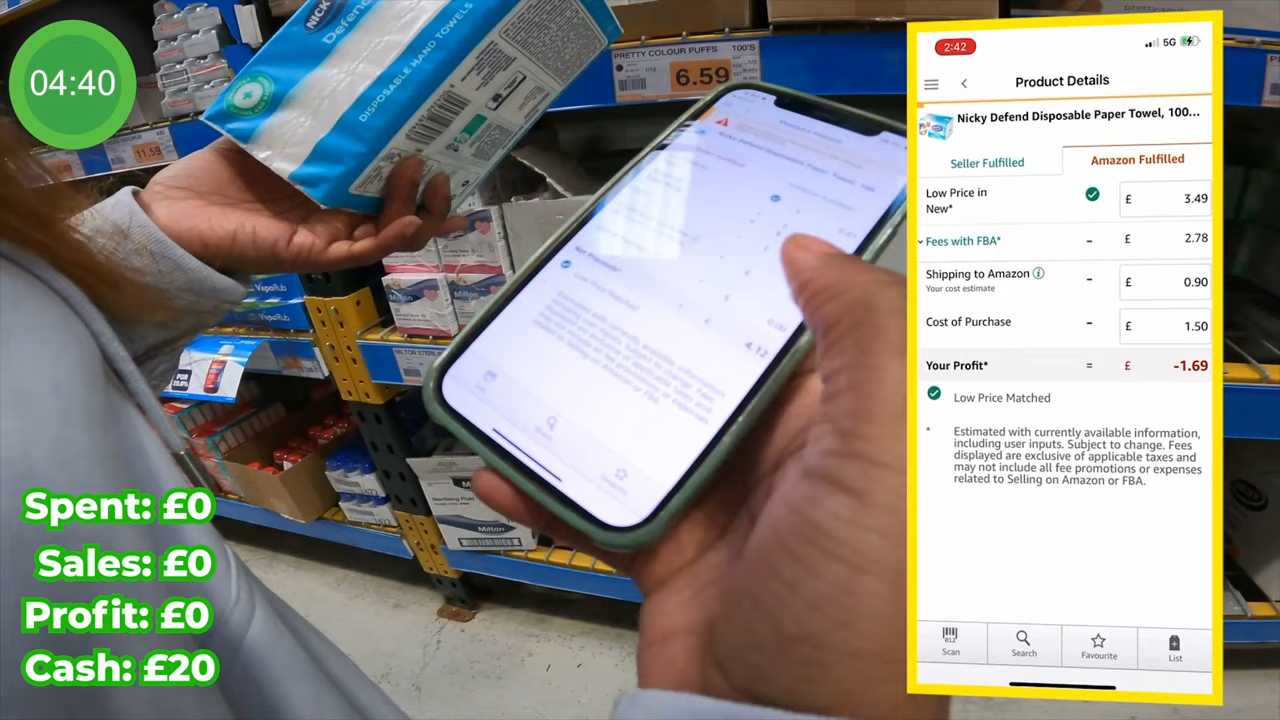 04:40
NICK
Defen
DISPOSABLE HAND TOWELS
PRETTY COLOUR PUFFS 100'S
6.59
11.59
VapoRub
Milton
Milton
Spent: £0
Sales: £0
Profit: £0
Cash: £20
2:42
5G
Product Details
Nicky Defend Disposable Paper Towel, 100...
Seller Fulfilled
Amazon Fulfilled
Low Price in
New*
£ 3.49
Fees with FBA*
- £ 2.78
Shipping to Amazon
Your cost estimate
- £ 0.90
Cost of Purchase
- £ 1.50
Your Profit* = £ -1.69
Low Price Matched
* Estimated with currently available information,
including user inputs. Subject to change. Fees
displayed are exclusive of applicable taxes and
may not include all fee promotions or expenses
related to Selling on Amazon or FBA.
Scan
Search
Favourite
List